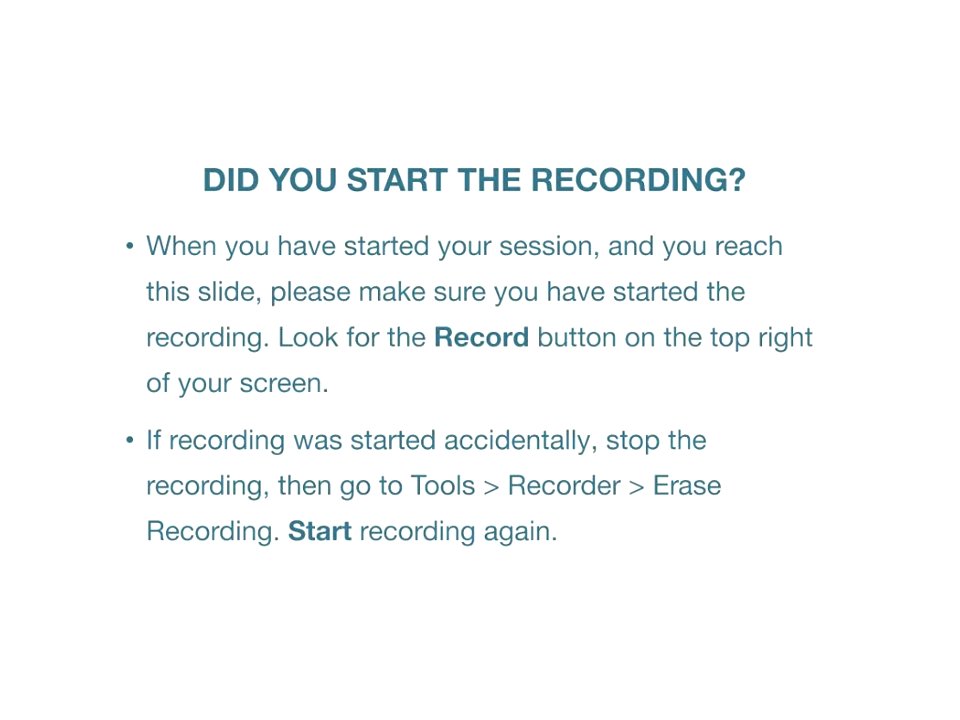 DID YOU START THE RECORDING?
• When you have started your session, and you reach
this slide, please make sure you have started the
recording. Look for the Record button on the top right
of your screen.
• If recording was started accidentally, stop the
recording, then go to Tools > Recorder > Erase
Recording. Start recording again.